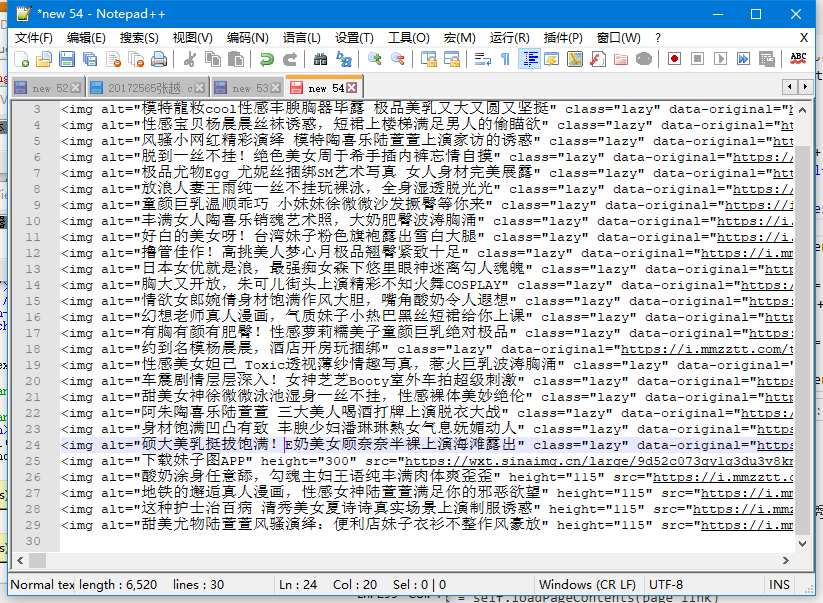 *new 54 - Notepad++
文件(F) 编辑(E) 搜索(S) 视图(V) 编码(N) 语言(L) 设置(T) 工具(O) 宏(M) 运行(R) 插件(P) 窗口(W) ? X
new 52 20172565张越. c new 53 new 54
3 <img alt="模特龍妆cool性感丰腴胸器毕露 极品美乳又大又圆又坚挺" class="lazy" data-original="
4 <img alt="性感宝贝杨晨晨丝袜诱惑，短裙上楼梯满足男人的偷瞄欲" class="lazy" data-original="ht
5 <img alt="风骚小网红精彩演绎 模特陶喜乐陆萱萱上演家访的诱惑" class="lazy" data-original="ht
6 <img alt="脱到一丝不挂！绝色美女周于希手插内裤忘情自摸" class="lazy" data-original="https:/
7 <img alt="极品尤物Egg_尤妮丝捆绑SM艺术写真 女人身材完美展露" class="lazy" data-original="ht
8 <img alt="放浪人妻王雨纯一丝不挂玩裸泳，全身湿透脱光光" class="lazy" data-original="https:/
9 <img alt="童颜巨乳温顺乖巧 小妹妹徐微微沙发撅臀等你来" class="lazy" data-original="https:/
10 <img alt="丰满女人陶喜乐销魂艺术照，大奶肥臀波涛胸涌" class="lazy" data-original="https://i.
11 <img alt="好白的美女呀！台湾妹子粉色旗袍露出雪白大腿" class="lazy" data-original="https://i.
12 <img alt="撸管佳作！高挑美人梦心月极品翘臀紧致十足" class="lazy" data-original="https://i.mm
13 <img alt="日本女优就是浪，最强痴女森下悠里眼神迷离勾人魂魄" class="lazy" data-original="http
14 <img alt="胸大又开放，朱可儿街头上演精彩不知火舞COSPLAY" class="lazy" data-original="https:/
15 <img alt="情欲女郎婉倩身材饱满作风大胆，嘴角酸奶令人遐想" class="lazy" data-original="https
16 <img alt="幻想老师真人漫画，气质妹子小热巴黑丝短裙给你上课" class="lazy" data-original="http
17 <img alt="有胸有颜有肥臀！性感萝莉糯美子童颜巨乳绝对极品" class="lazy" data-original="https
18 <img alt="约到名模杨晨晨，酒店开房玩捆绑" class="lazy" data-original="https://i.mmzztt.com/t
19 <img alt="性感美女妲己_Toxic透视薄纱情趣写真，惹火巨乳波涛胸涌" class="lazy" data-original="
20 <img alt="车震剧情层层深入！女神芝芝Booty室外车拍超级刺激" class="lazy" data-original="http
21 <img alt="甜美女神徐微微泳池湿身一丝不挂，性感裸体美妙绝伦" class="lazy" data-original="http
22 <img alt="阿朱陶喜乐陆萱萱 三大美人喝酒打牌上演脱衣大战" class="lazy" data-original="https
23 <img alt="身材饱满凹凸有致 丰腴少妇潘琳琳熟女气息妩媚动人" class="lazy" data-original="http
24 <img alt="硕大美乳挺拔饱满！E奶美女顾奈奈半裸上演海滩露出" class="lazy" data-original="https
25 <img alt="下载妹子图APP" height="300" src="https://wxt.sinaimg.cn/large/9d52c073gy1g3du3v8k
26 <img alt="酸奶涂身任意舔，勾魂主妇王语纯丰满肉体爽歪歪" height="115" src="https://i.mmzztt.c
27 <img alt="地铁的邂逅真人漫画，性感女神陆萱萱满足你的邪恶欲望" height="115" src="https://i.m
28 <img alt="这种护士治百病 清秀美女夏诗诗真实场景上演制服诱惑" height="115" src="https://i.mmz
29 <img alt="甜美尤物陆萱萱风骚演绎：便利店妹子衣衫不整作风豪放" height="115" src="https://i.m
30
Normal tex length : 6,520 lines : 30 Ln : 24 Col : 20 Sel : 0 | 0 Windows (CR LF) UTF-8 INS
= self.loadPageContents(page_link)